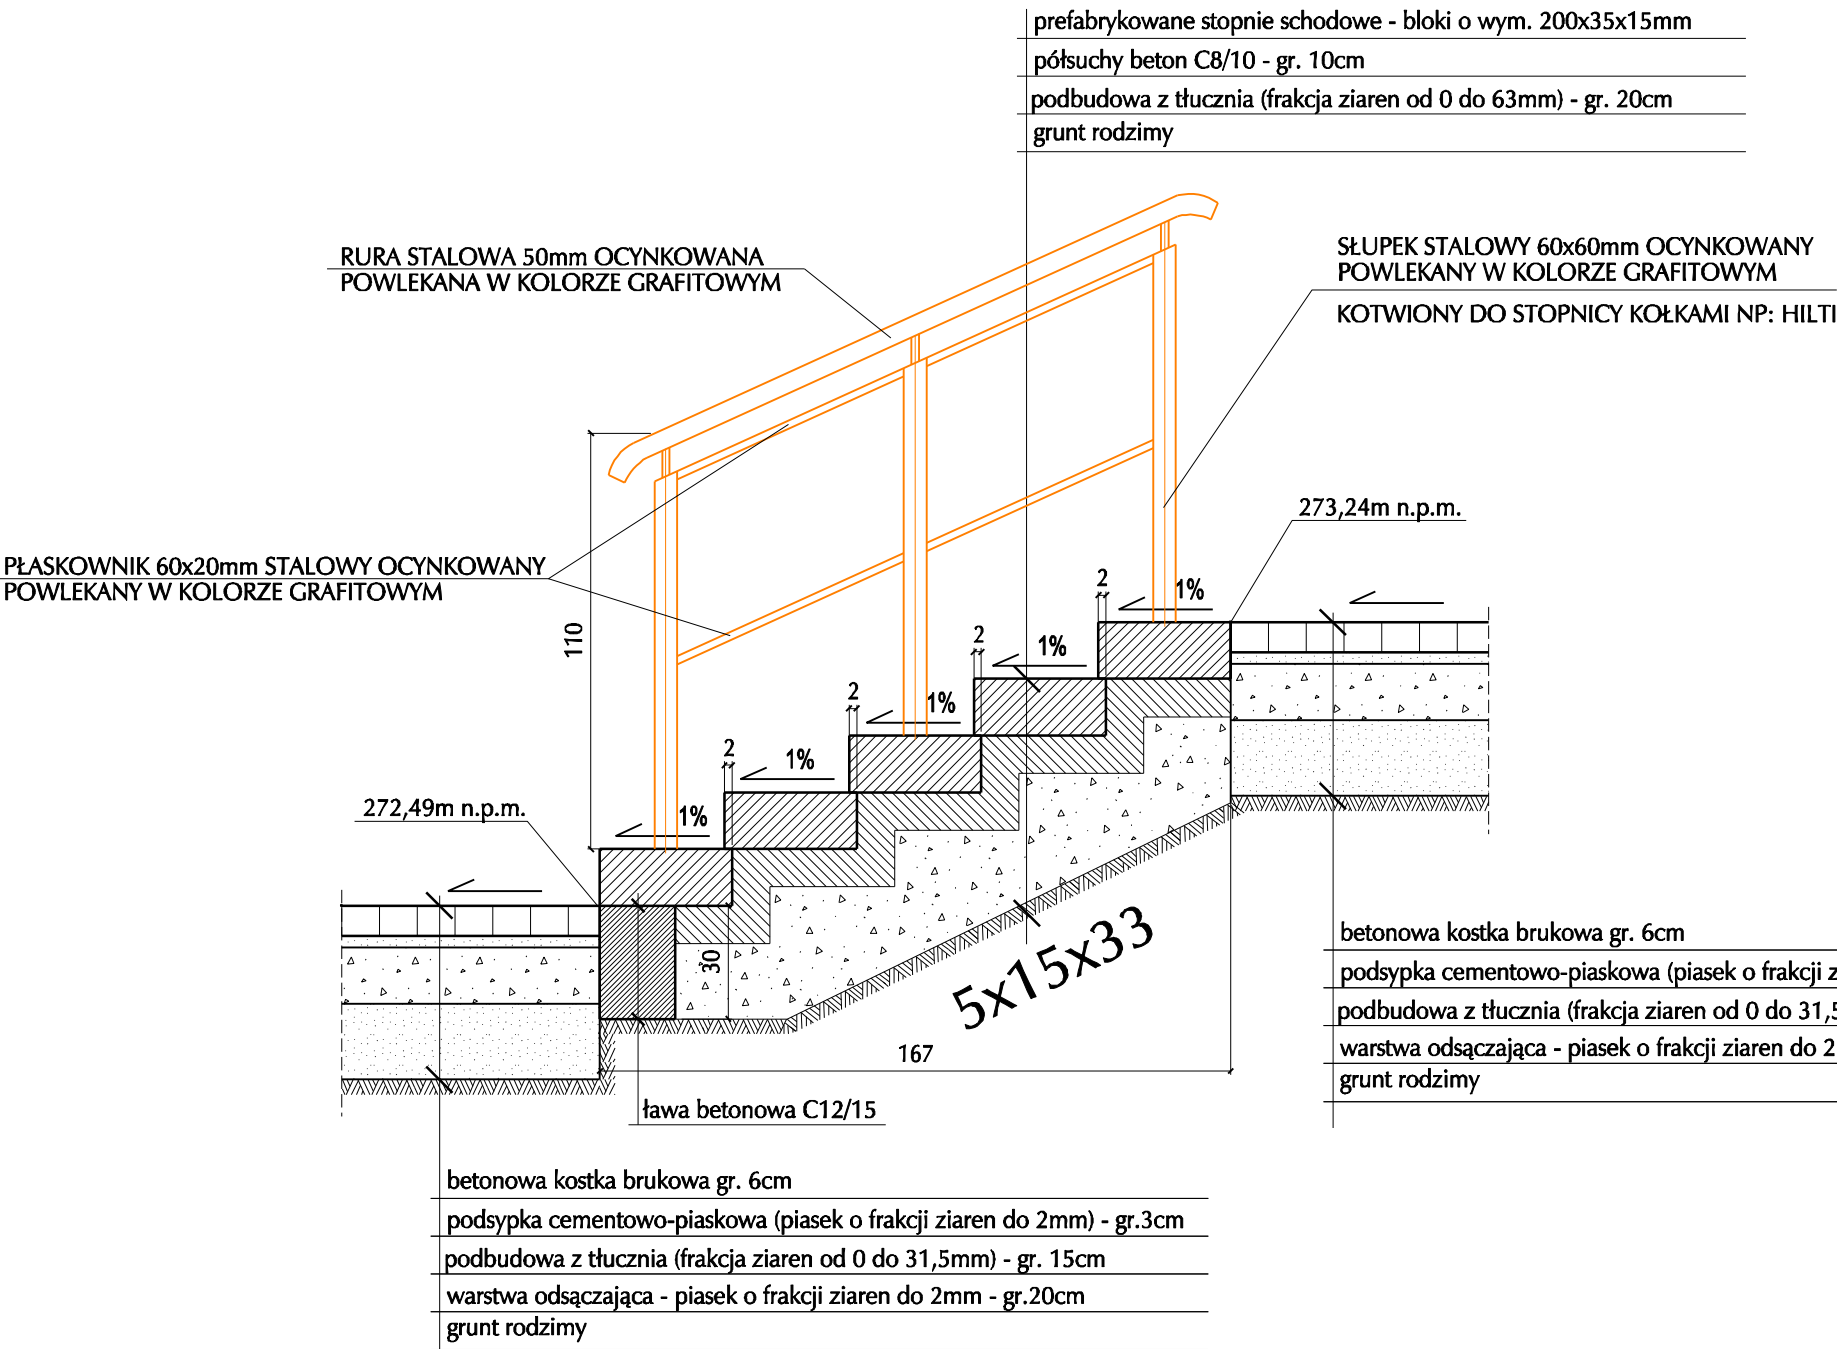 prefabrykowane stopnie schodowe - bloki o wym. 200x35x15mm
półsuchy beton C8/10 - gr. 10cm
podbudowa z tłucznia (frakcja ziaren od 0 do 63mm) - gr. 20cm
grunt rodzimy
RURA STALOWA 50mm OCYNKOWANA
POWLEKANA W KOLORZE GRAFITOWYM
SŁUPEK STALOWY 60x60mm OCYNKOWANY
POWLEKANY W KOLORZE GRAFITOWYM
KOTWIONY DO STOPNICY KOŁKAMI NP: HILTI
273,24m n.p.m.
PŁASKOWNIK 60x20mm STALOWY OCYNKOWANY
POWLEKANY W KOLORZE GRAFITOWYM
110
2
1%
2
1%
2
1%
2
1%
1%
272,49m n.p.m.
30
5x15x33
167
ława betonowa C12/15
betonowa kostka brukowa gr. 6cm
podsypka cementowo-piaskowa (piasek o frakcji z
podbudowa z tłucznia (frakcja ziaren od 0 do 31,5
warstwa odsączająca - piasek o frakcji ziaren do 2
grunt rodzimy
betonowa kostka brukowa gr. 6cm
podsypka cementowo-piaskowa (piasek o frakcji ziaren do 2mm) - gr.3cm
podbudowa z tłucznia (frakcja ziaren od 0 do 31,5mm) - gr. 15cm
warstwa odsączająca - piasek o frakcji ziaren do 2mm - gr.20cm
grunt rodzimy